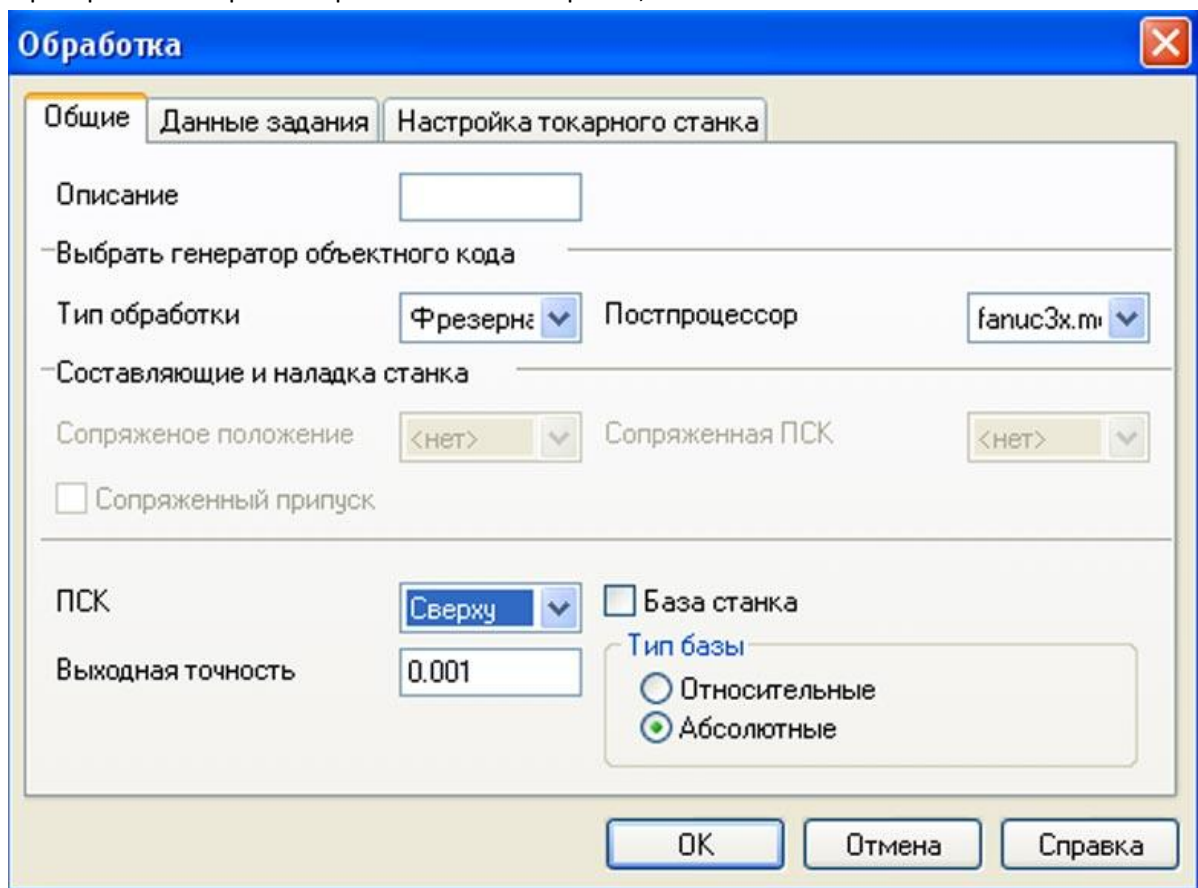 Обработка
Общие Данные задания Настройка токарного станка
Описание
Выбрать генератор объектного кода
Тип обработки Фрезерна Постпроцессор fanuc3x.m
Составляющие и наладка станка
Сопряженое положение <нет> Сопряженная ПСК <нет>
Сопряженный припуск
ПСК Сверху База станка
Тип базы
Выходная точность 0.001 Относительные
Абсолютные
OK Отмена Справка